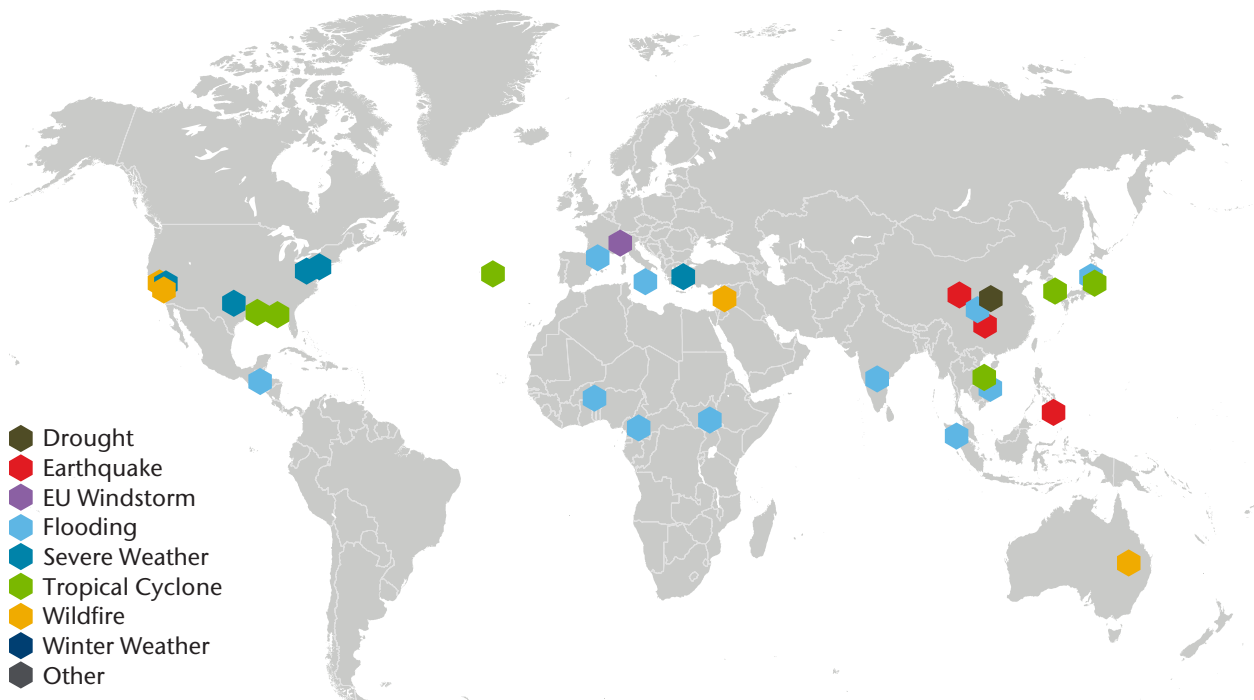 Drought
Earthquake
EU Windstorm
Flooding
Severe Weather
Tropical Cyclone
Wildfire
Winter Weather
Other